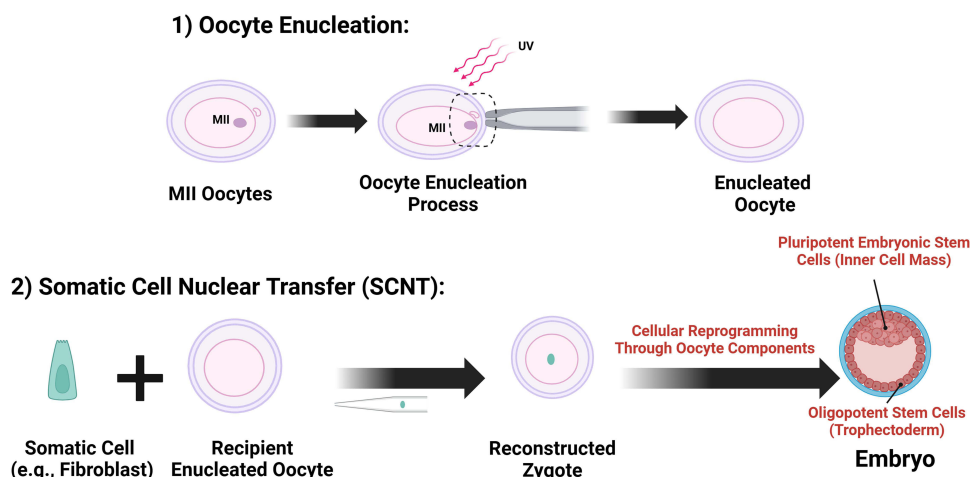 1) Oocyte Enucleation:
UV
MII
MII
MII Oocytes
Oocyte Enucleation
Process
Enucleated
Oocyte
Pluripotent Embryonic Stem
Cells (Inner Cell Mass)
2) Somatic Cell Nuclear Transfer (SCNT):
Cellular Reprogramming
Through Oocyte Components
Oligopotent Stem Cells
(Trophectoderm)
Somatic Cell
(e.g., Fibroblast)
Recipient
Enucleated Oocyte
Reconstructed
Zygote
Embryo